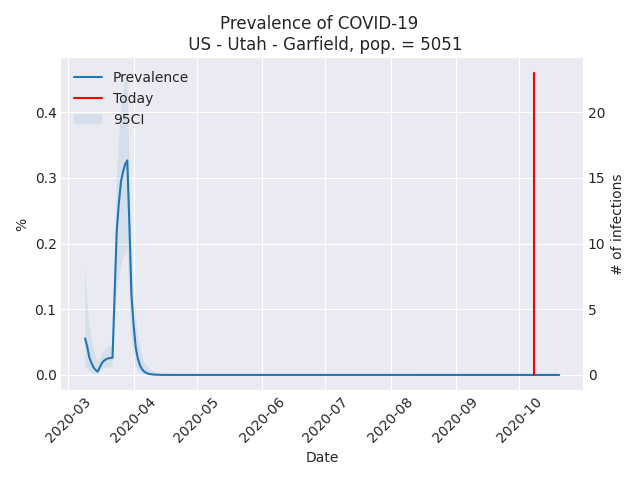 Prevalence of COVID-19
US - Utah - Garfield, pop. = 5051
Prevalence
Today
95CI
%
0.4
0.3
0.2
0.1
0.0
# of infections
20
15
10
5
0
2020-03
2020-04
2020-05
2020-06
2020-07
2020-08
2020-09
2020-10
Date